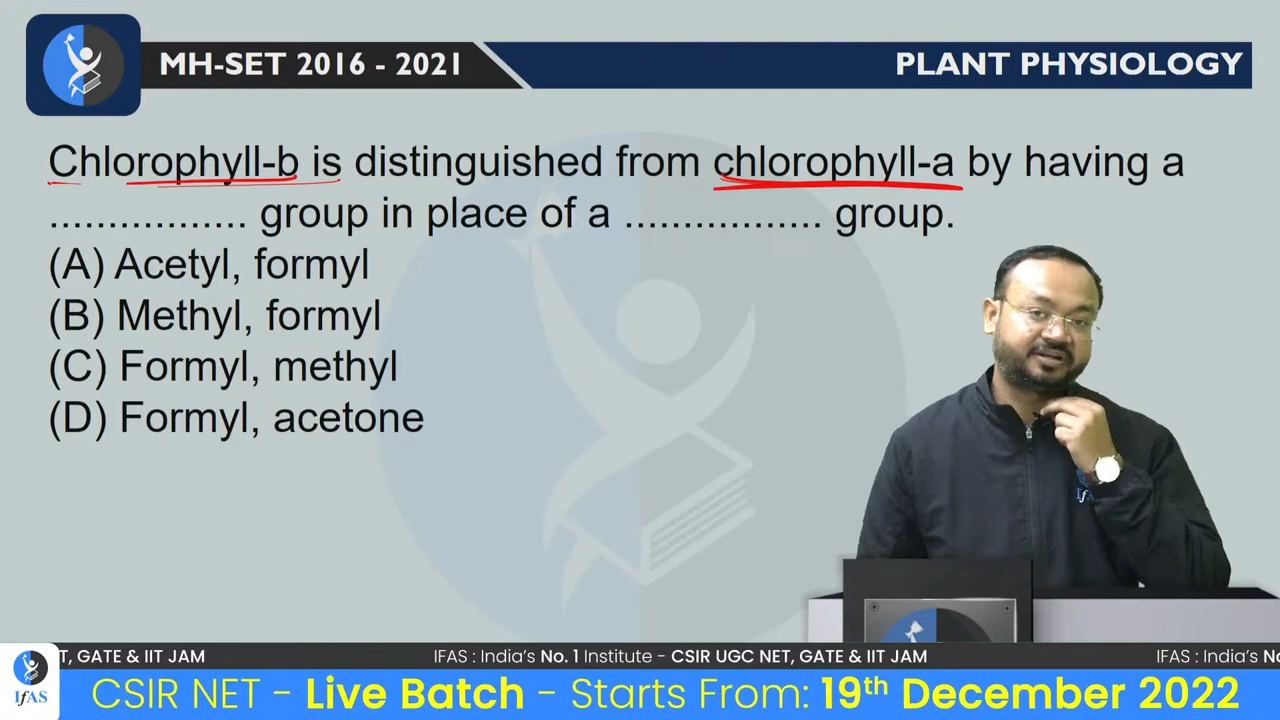 MH-SET 2016 - 2021
PLANT PHYSIOLOGY
Chlorophyll-b is distinguished from chlorophyll-a by having a
................. group in place of a ................. group.
(A) Acetyl, formyl
(B) Methyl, formyl
(C) Formyl, methyl
(D) Formyl, acetone
IfAS
T, GATE & IIT JAM
IFAS : India's No. 1 Institute - CSIR UGC NET, GATE & IIT JAM
IFAS : India's No
IfAS
CSIR NET - Live Batch - Starts From: 19th December 2022